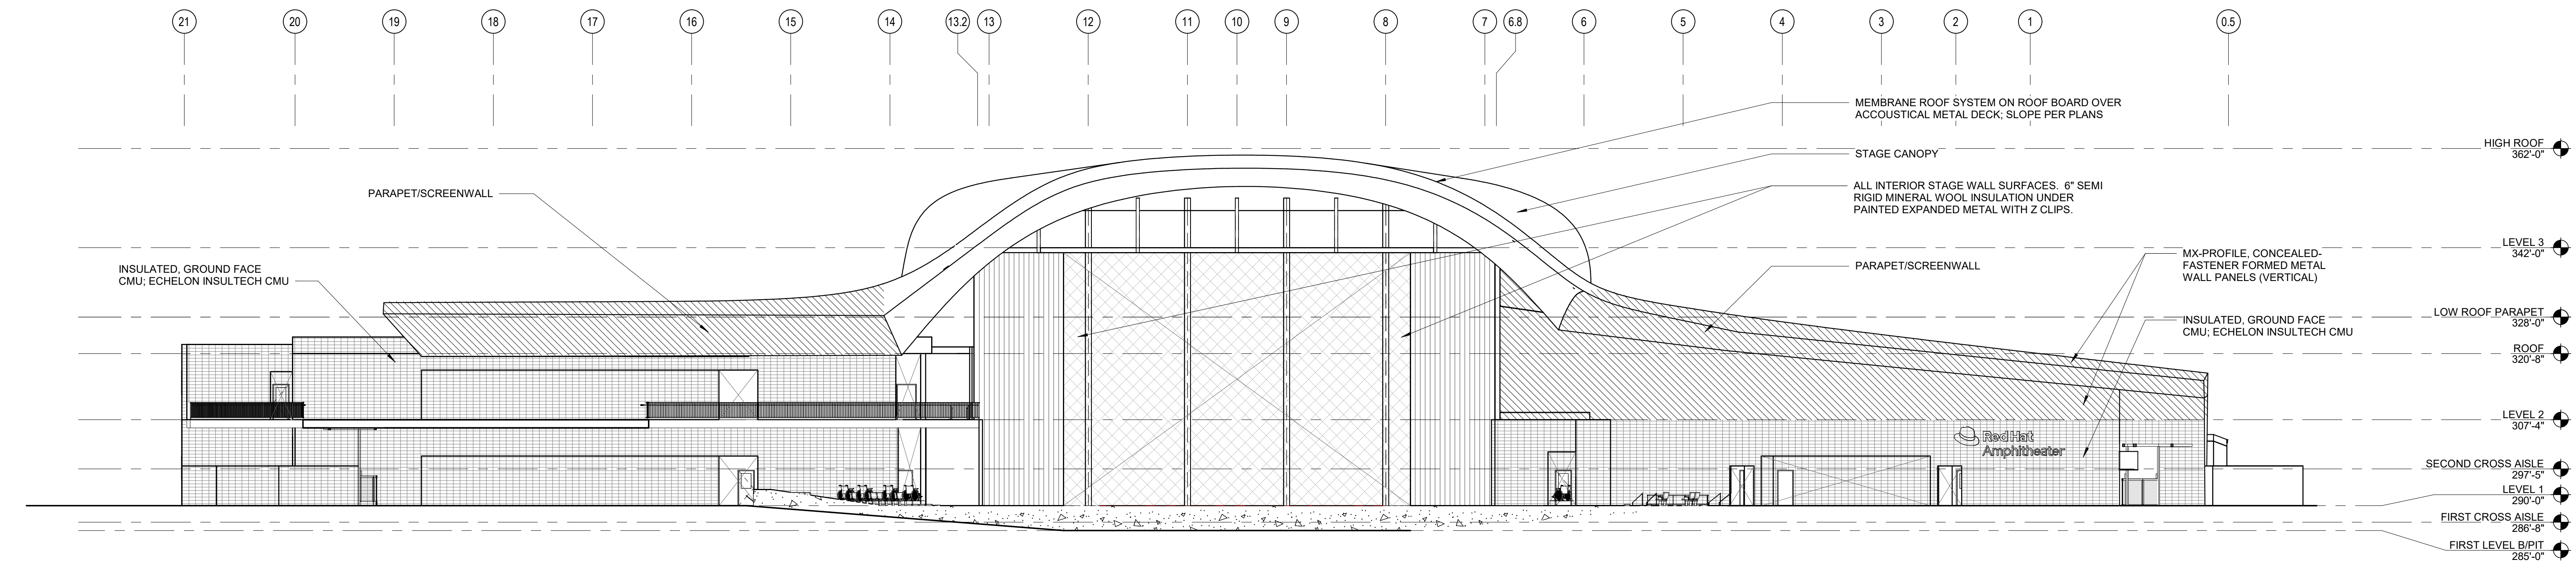 21 20 19 18 17 16 15 14 13.2 13 12 11 10 9 8 7 6.8 6 5 4 3 2 1 0.5
MEMBRANE ROOF SYSTEM ON ROOF BOARD OVER
ACCOUSTICAL METAL DECK; SLOPE PER PLANS
STAGE CANOPY
ALL INTERIOR STAGE WALL SURFACES. 6" SEMI
RIGID MINERAL WOOL INSULATION UNDER
PAINTED EXPANDED METAL WITH Z CLIPS.
PARAPET/SCREENWALL
INSULATED, GROUND FACE
CMU; ECHELON INSULTECH CMU
PARAPET/SCREENWALL
MX-PROFILE, CONCEALED-
FASTENER FORMED METAL
WALL PANELS (VERTICAL)
INSULATED, GROUND FACE
CMU; ECHELON INSULTECH CMU
Red Hat
Amphitheater
HIGH ROOF
362'-0"
LEVEL 3
342'-0"
LOW ROOF PARAPET
328'-0"
ROOF
320'-8"
LEVEL 2
307'-4"
SECOND CROSS AISLE
297'-5"
LEVEL 1
290'-0"
FIRST CROSS AISLE
286'-8"
FIRST LEVEL B/PIT
285'-0"